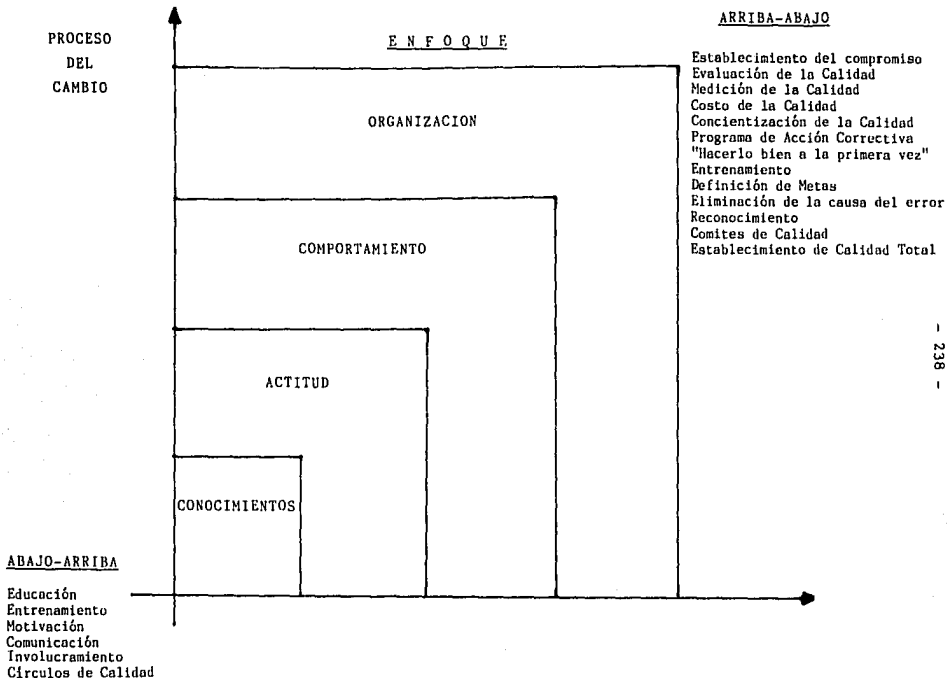 PROCESO
DEL
CAMBIO
E N F O Q U E
ARRIBA-ABAJO
Establecimiento del compromiso
Evaluación de la Calidad
Medición de la Calidad
Costo de la Calidad
Concientización de la Calidad
Programa de Acción Correctiva
"Hacerlo bien a la primera vez"
Entrenamiento
Definición de Metas
Eliminación de la causa del error
Reconocimiento
Comites de Calidad
Establecimiento de Calidad Total
ORGANIZACION
COMPORTAMIENTO
ACTITUD
CONOCIMIENTOS
- 238 -
ABAJO-ARRIBA
Educación
Entrenamiento
Motivación
Comunicación
Involucramiento
Círculos de Calidad